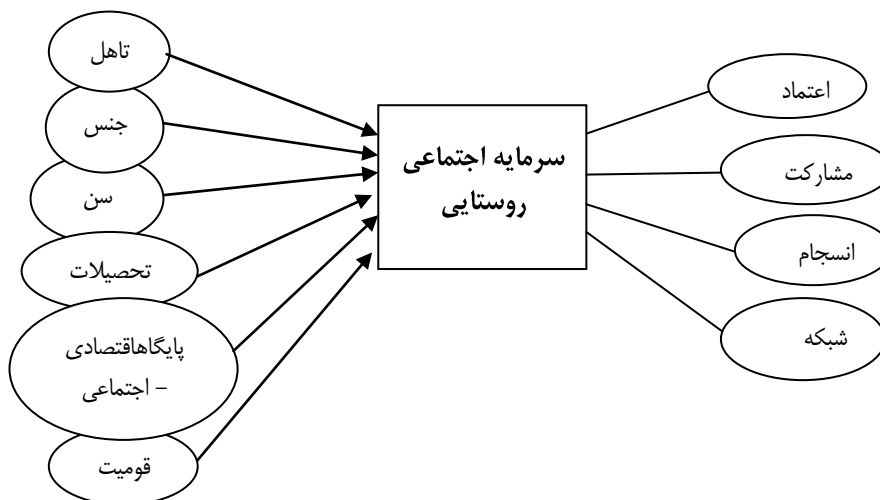 تاهل
جنس
سن
تحصیلات
پایگاهاقتصادی
– اجتماعی
قومیت
سرمایه اجتماعی
روستایی
اعتماد
مشارکت
انسجام
شبکه